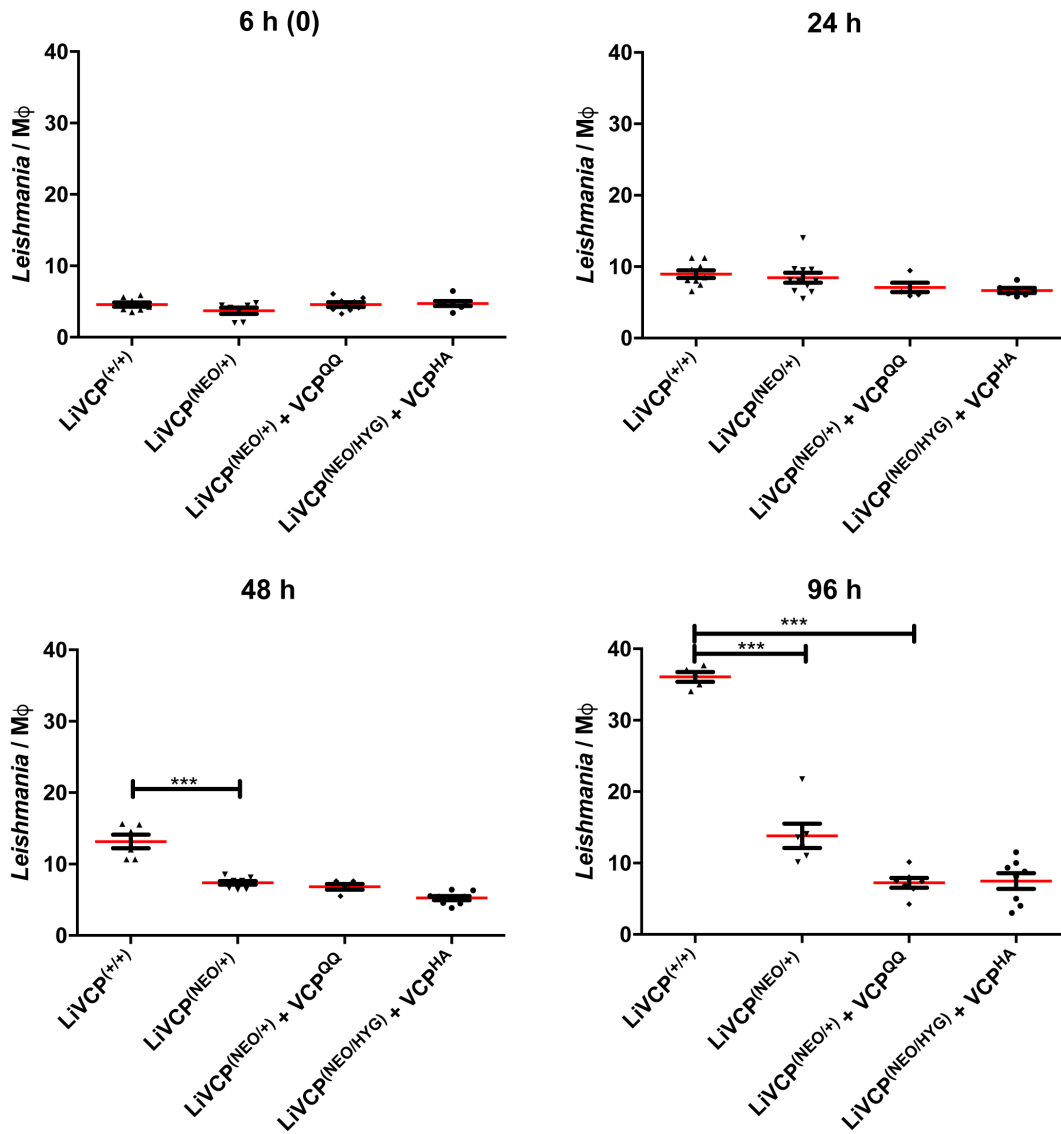 6 h (0)
Leishmania / Mϕ
40
30
20
10
0
LiVCP(+/+)
LiVCP(NEO/+)
LiVCP(NEO/+) + VCPQQ
LiVCP(NEO/HYG) + VCPHA
24 h
Leishmania / Mϕ
40
30
20
10
0
LiVCP(+/+)
LiVCP(NEO/+)
LiVCP(NEO/+) + VCPQQ
LiVCP(NEO/HYG) + VCPHA
48 h
Leishmania / Mϕ
40
30
20
10
0
***
LiVCP(+/+)
LiVCP(NEO/+)
LiVCP(NEO/+) + VCPQQ
LiVCP(NEO/HYG) + VCPHA
96 h
Leishmania / Mϕ
40
30
20
10
0
***
***
LiVCP(+/+)
LiVCP(NEO/+)
LiVCP(NEO/+) + VCPQQ
LiVCP(NEO/HYG) + VCPHA